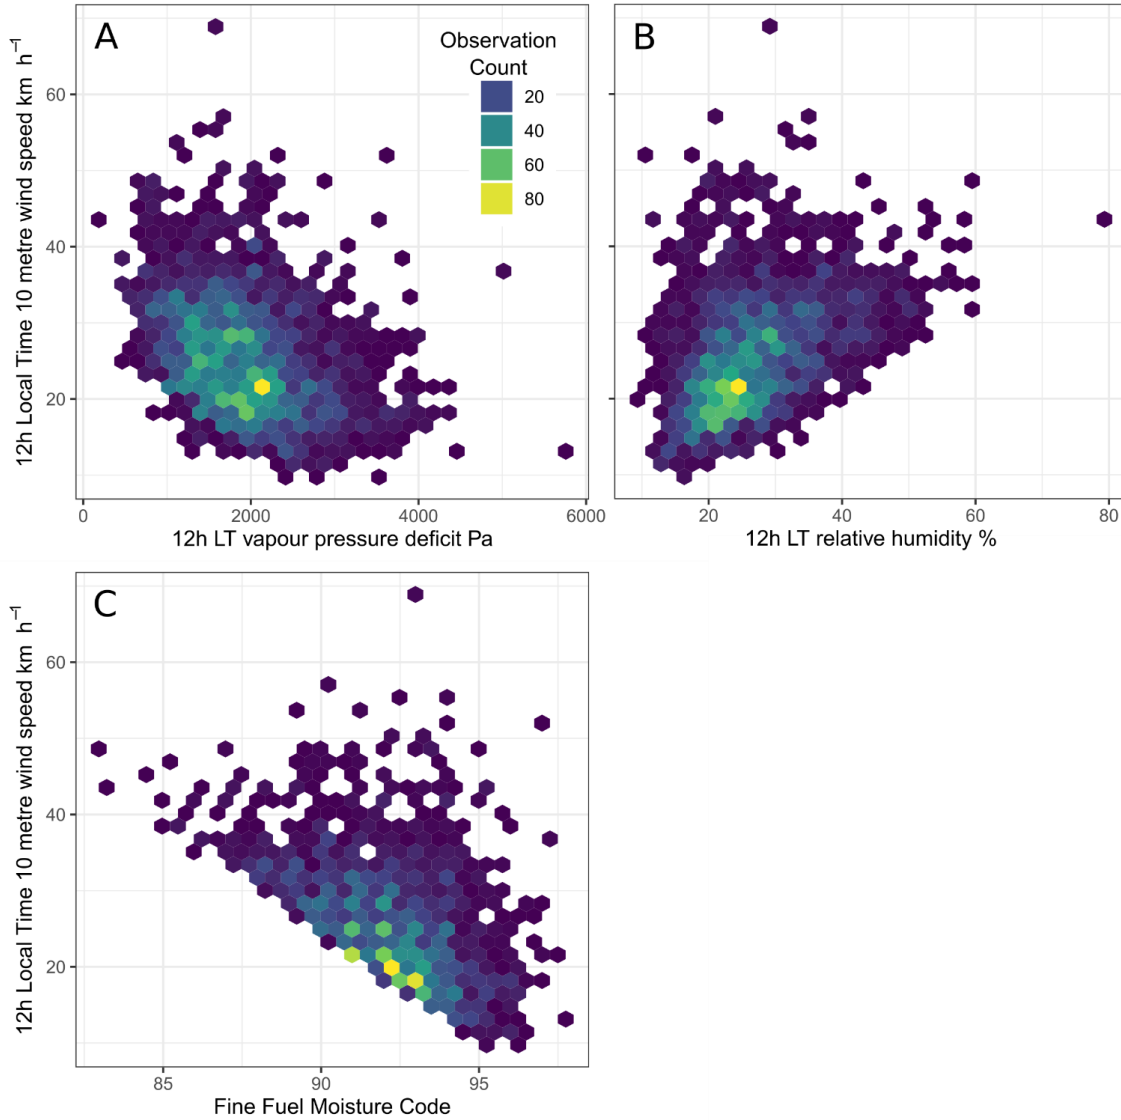 A
Observation
Count
20
40
60
80
60
40
20
12h Local Time 10 metre wind speed km h⁻¹
0
2000
4000
6000
12h LT vapour pressure deficit Pa
B
20
40
60
80
12h LT relative humidity %
C
60
40
20
12h Local Time 10 metre wind speed km h⁻¹
85
90
95
Fine Fuel Moisture Code